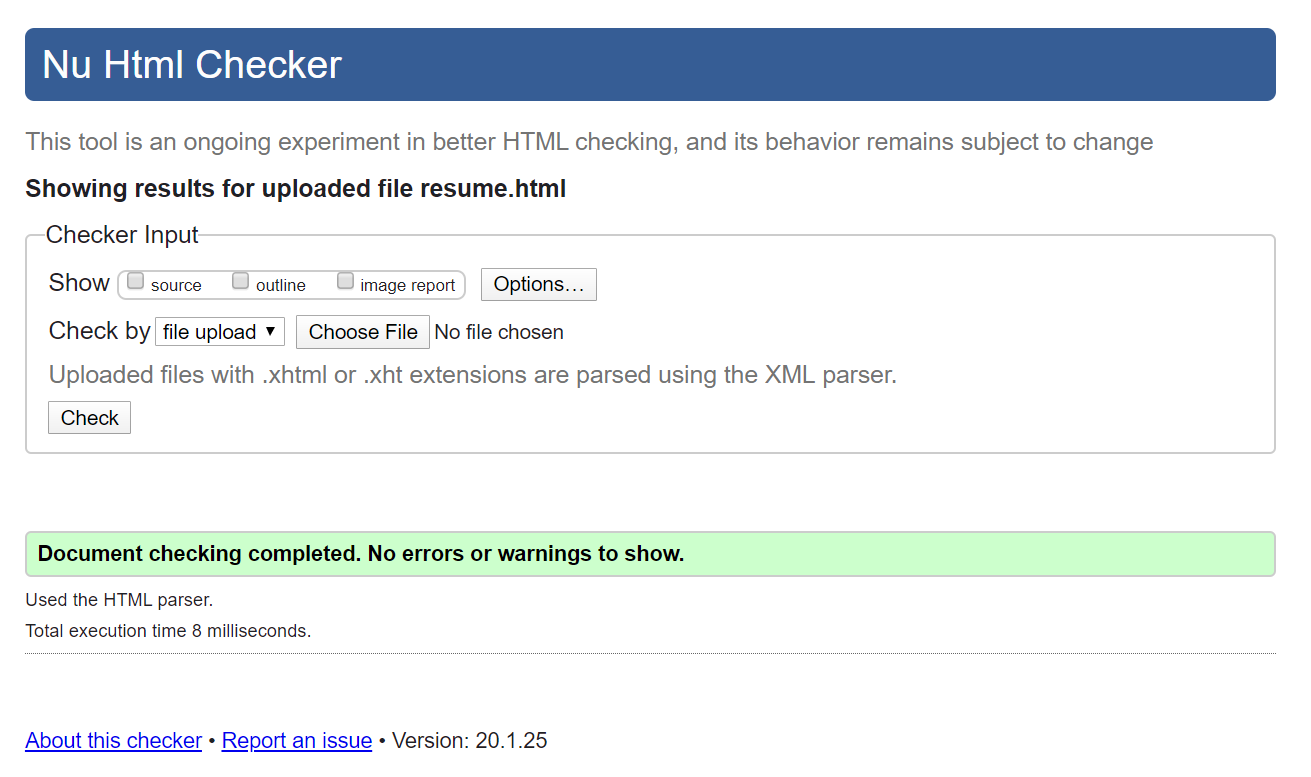 Nu Html Checker
This tool is an ongoing experiment in better HTML checking, and its behavior remains subject to change
Showing results for uploaded file resume.html
Checker Input
Show source outline image report Options...
Check by file upload ▼ Choose File No file chosen
Uploaded files with .xhtml or .xht extensions are parsed using the XML parser.
Check
Document checking completed. No errors or warnings to show.
Used the HTML parser.
Total execution time 8 milliseconds.
About this checker • Report an issue • Version: 20.1.25